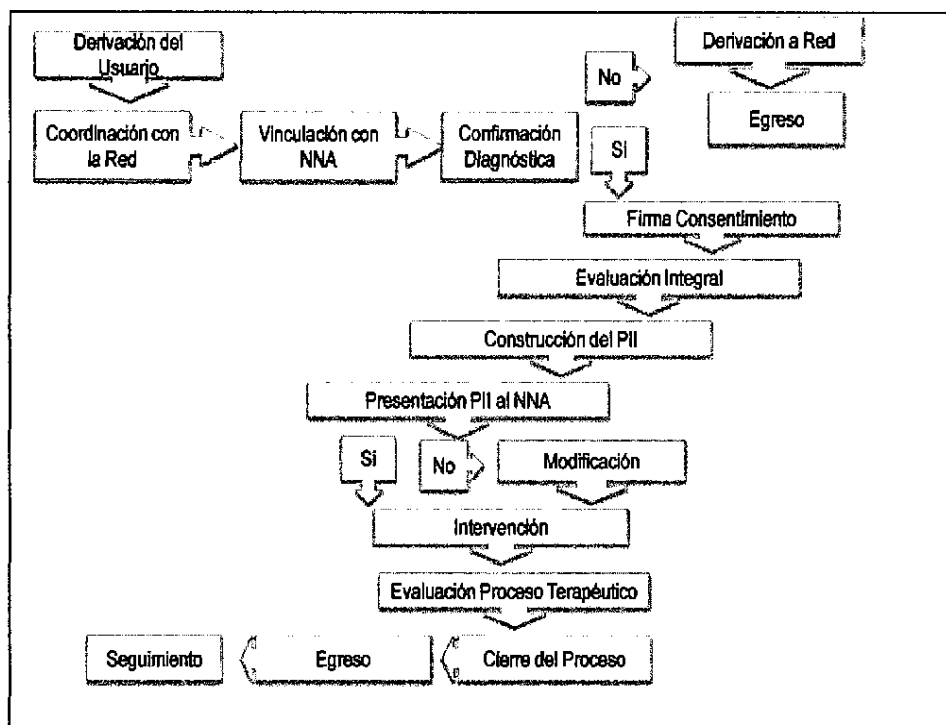 Derivación del
Usuario
Coordinación con
la Red
Vinculación con
NNA
Confirmación
Diagnóstica
No
Derivación a Red
Egreso
Si
Firma Consentimiento
Evaluación Integral
Construcción del PII
Presentación PII al NNA
Sí
No
Modificación
Intervención
Evaluación Proceso Terapéutico
Cierre del Proceso
Egreso
Seguimiento